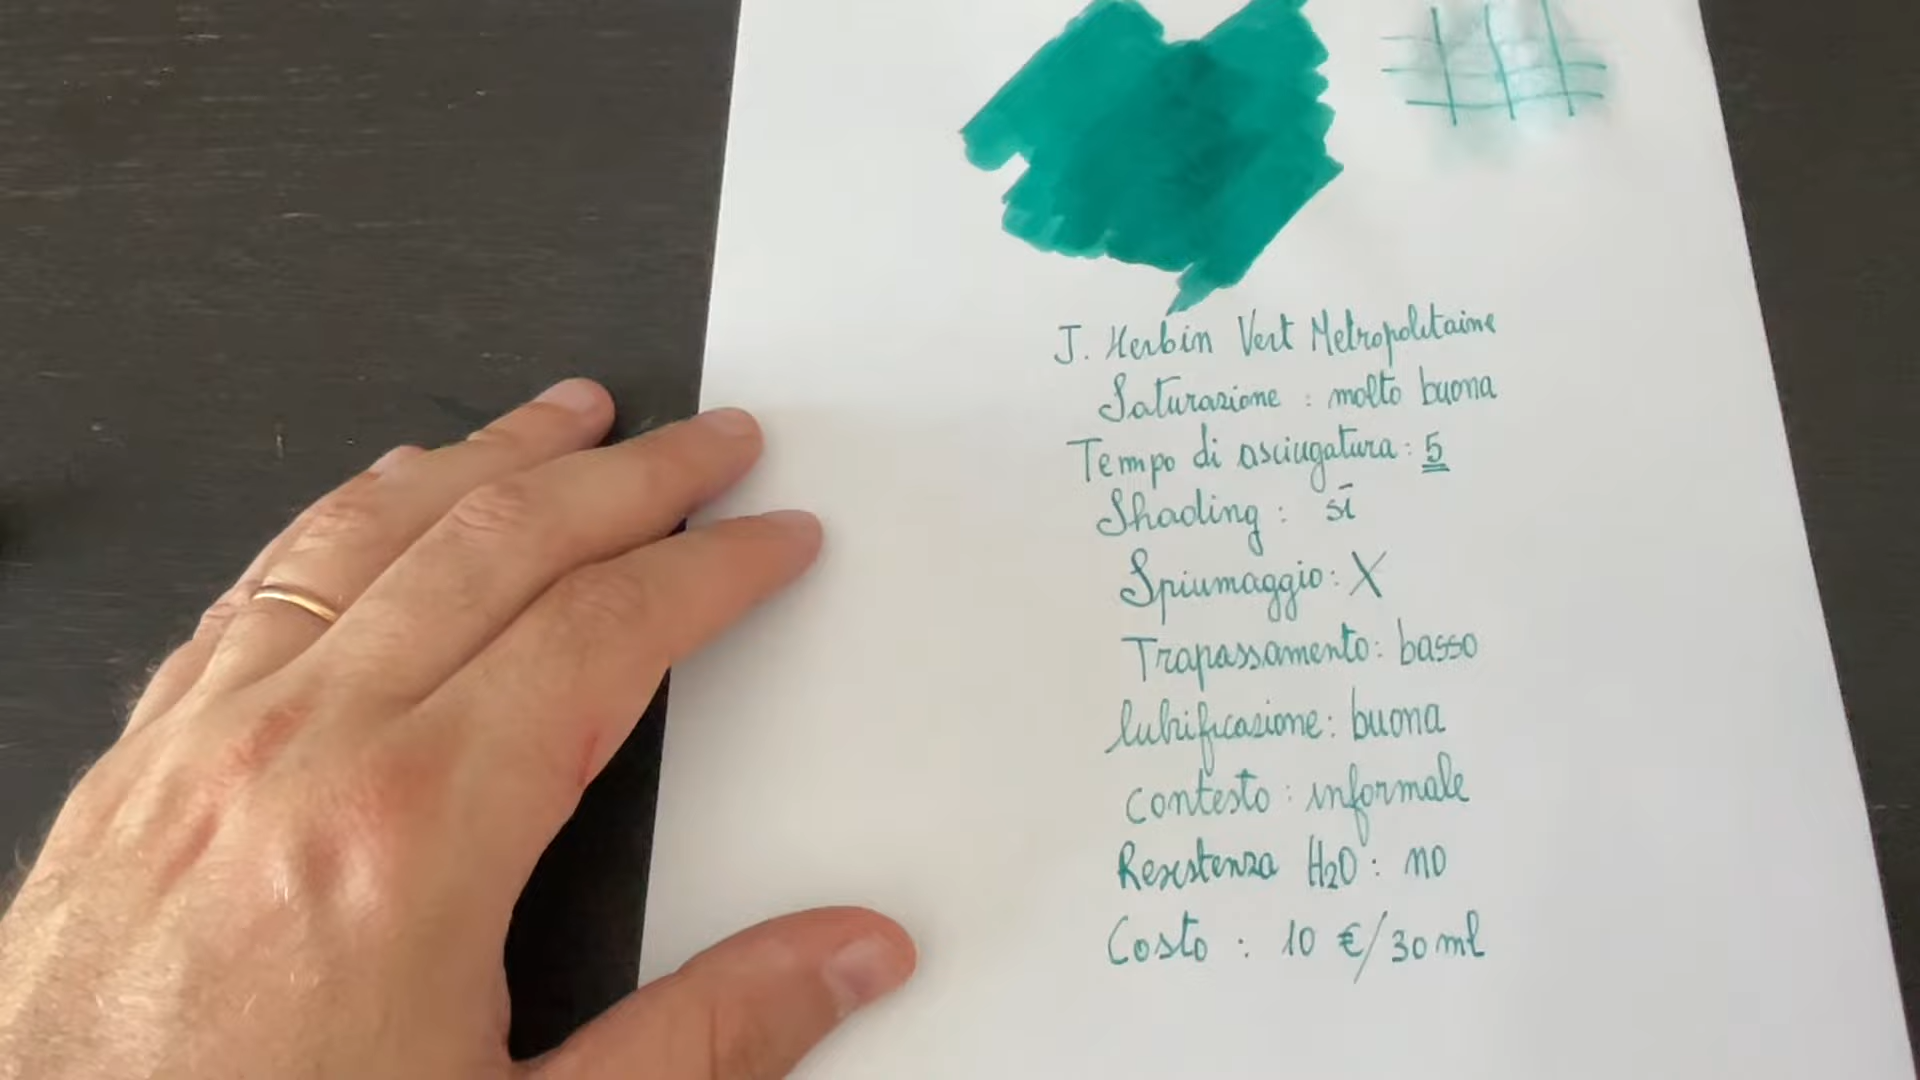 J. Herbin Vert Metropolitaine
Saturazione : molto buona
Tempo di asciugatura : 5
Shading : sī
Spiumaggio : X
Trapassamento : basso
lubrificazione : buona
contesto : informale
Resistenza H2O : no
Costo : 10 €/30 ml